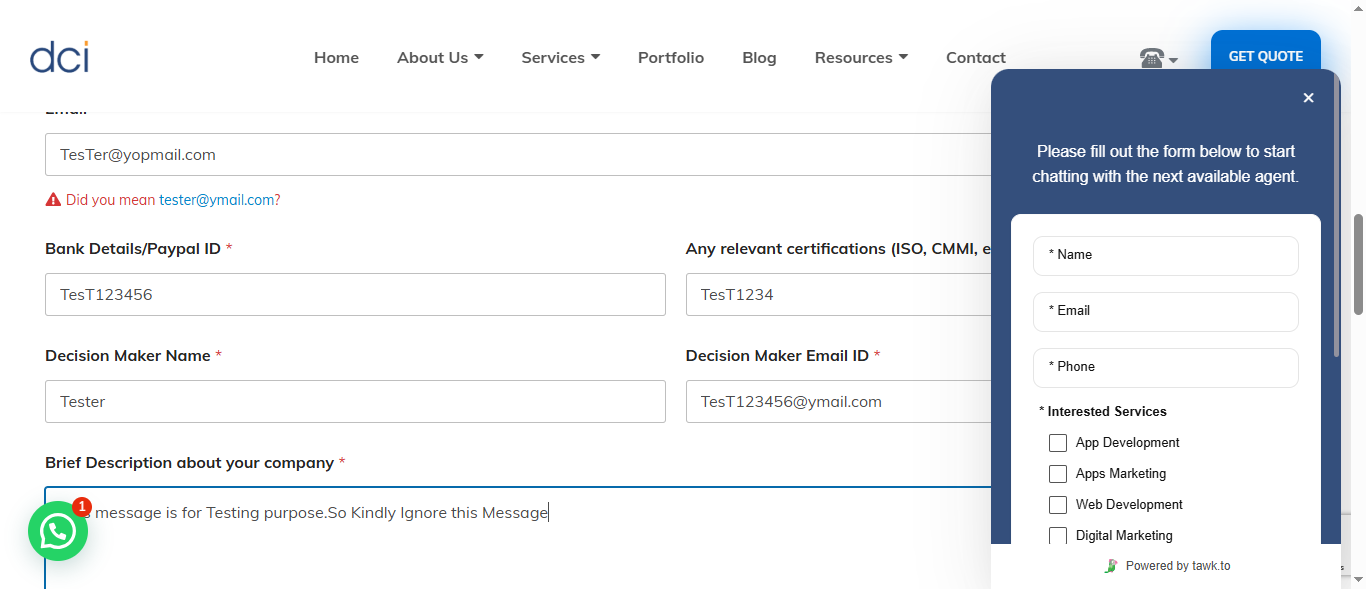 dci
Home About Us Services Portfolio Blog Resources Contact
GET QUOTE
Email
TesTer@yopmail.com
Did you mean tester@ymail.com?
Bank Details/Paypal ID *
Any relevant certifications (ISO, CMMI, e
TesT123456
TesT1234
Decision Maker Name *
Decision Maker Email ID *
Tester
TesT123456@ymail.com
Brief Description about your company *
s message is for Testing purpose.So Kindly Ignore this Message
1
Please fill out the form below to start
chatting with the next available agent.
* Name
* Email
* Phone
* Interested Services
App Development
Apps Marketing
Web Development
Digital Marketing
Powered by tawk.to